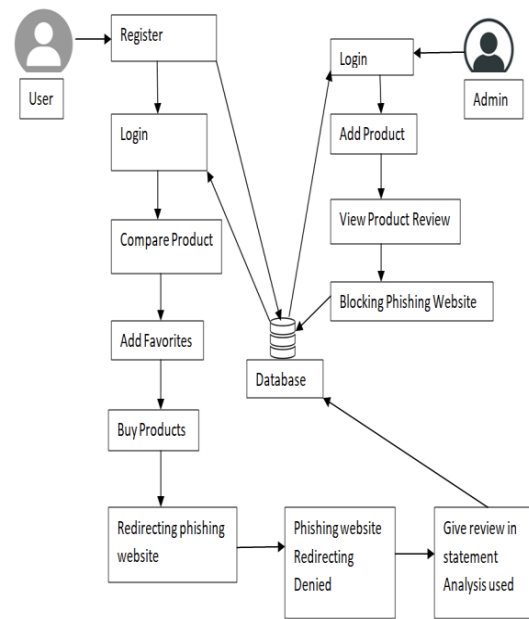 User
Register
Login
Compare Product
Add Favorites
Buy Products
Redirecting phishing
website
Phishing website
Redirecting
Denied
Give review in
statement
Analysis used
Database
Admin
Login
Add Product
View Product Review
Blocking Phishing Website